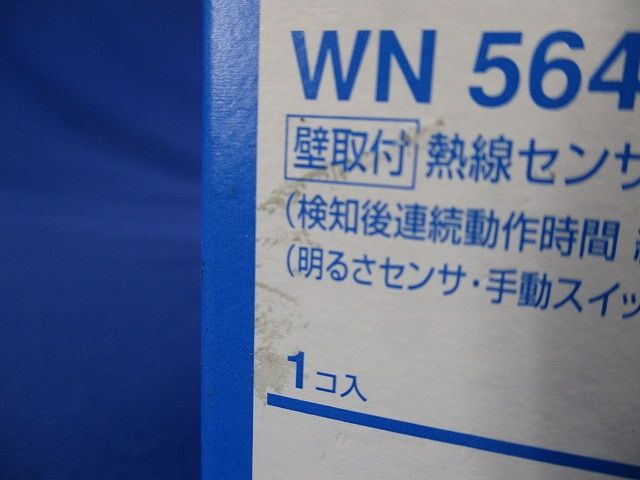 WN 564
壁取付 熱線センサ
(検知後連続動作時間
(明るさセンサ・手動スイッ
1コ入